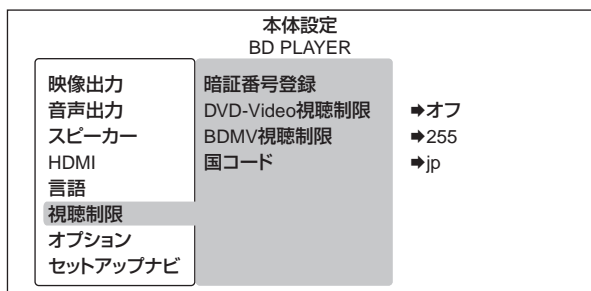 本体設定
BD PLAYER
映像出力
音声出力
スピーカー
HDMI
言語
視聴制限
オプション
セットアップナビ
暗証番号登録
DVD-Video視聴制限 ➡オフ
BDMV視聴制限 ➡255
国コード ➡jp